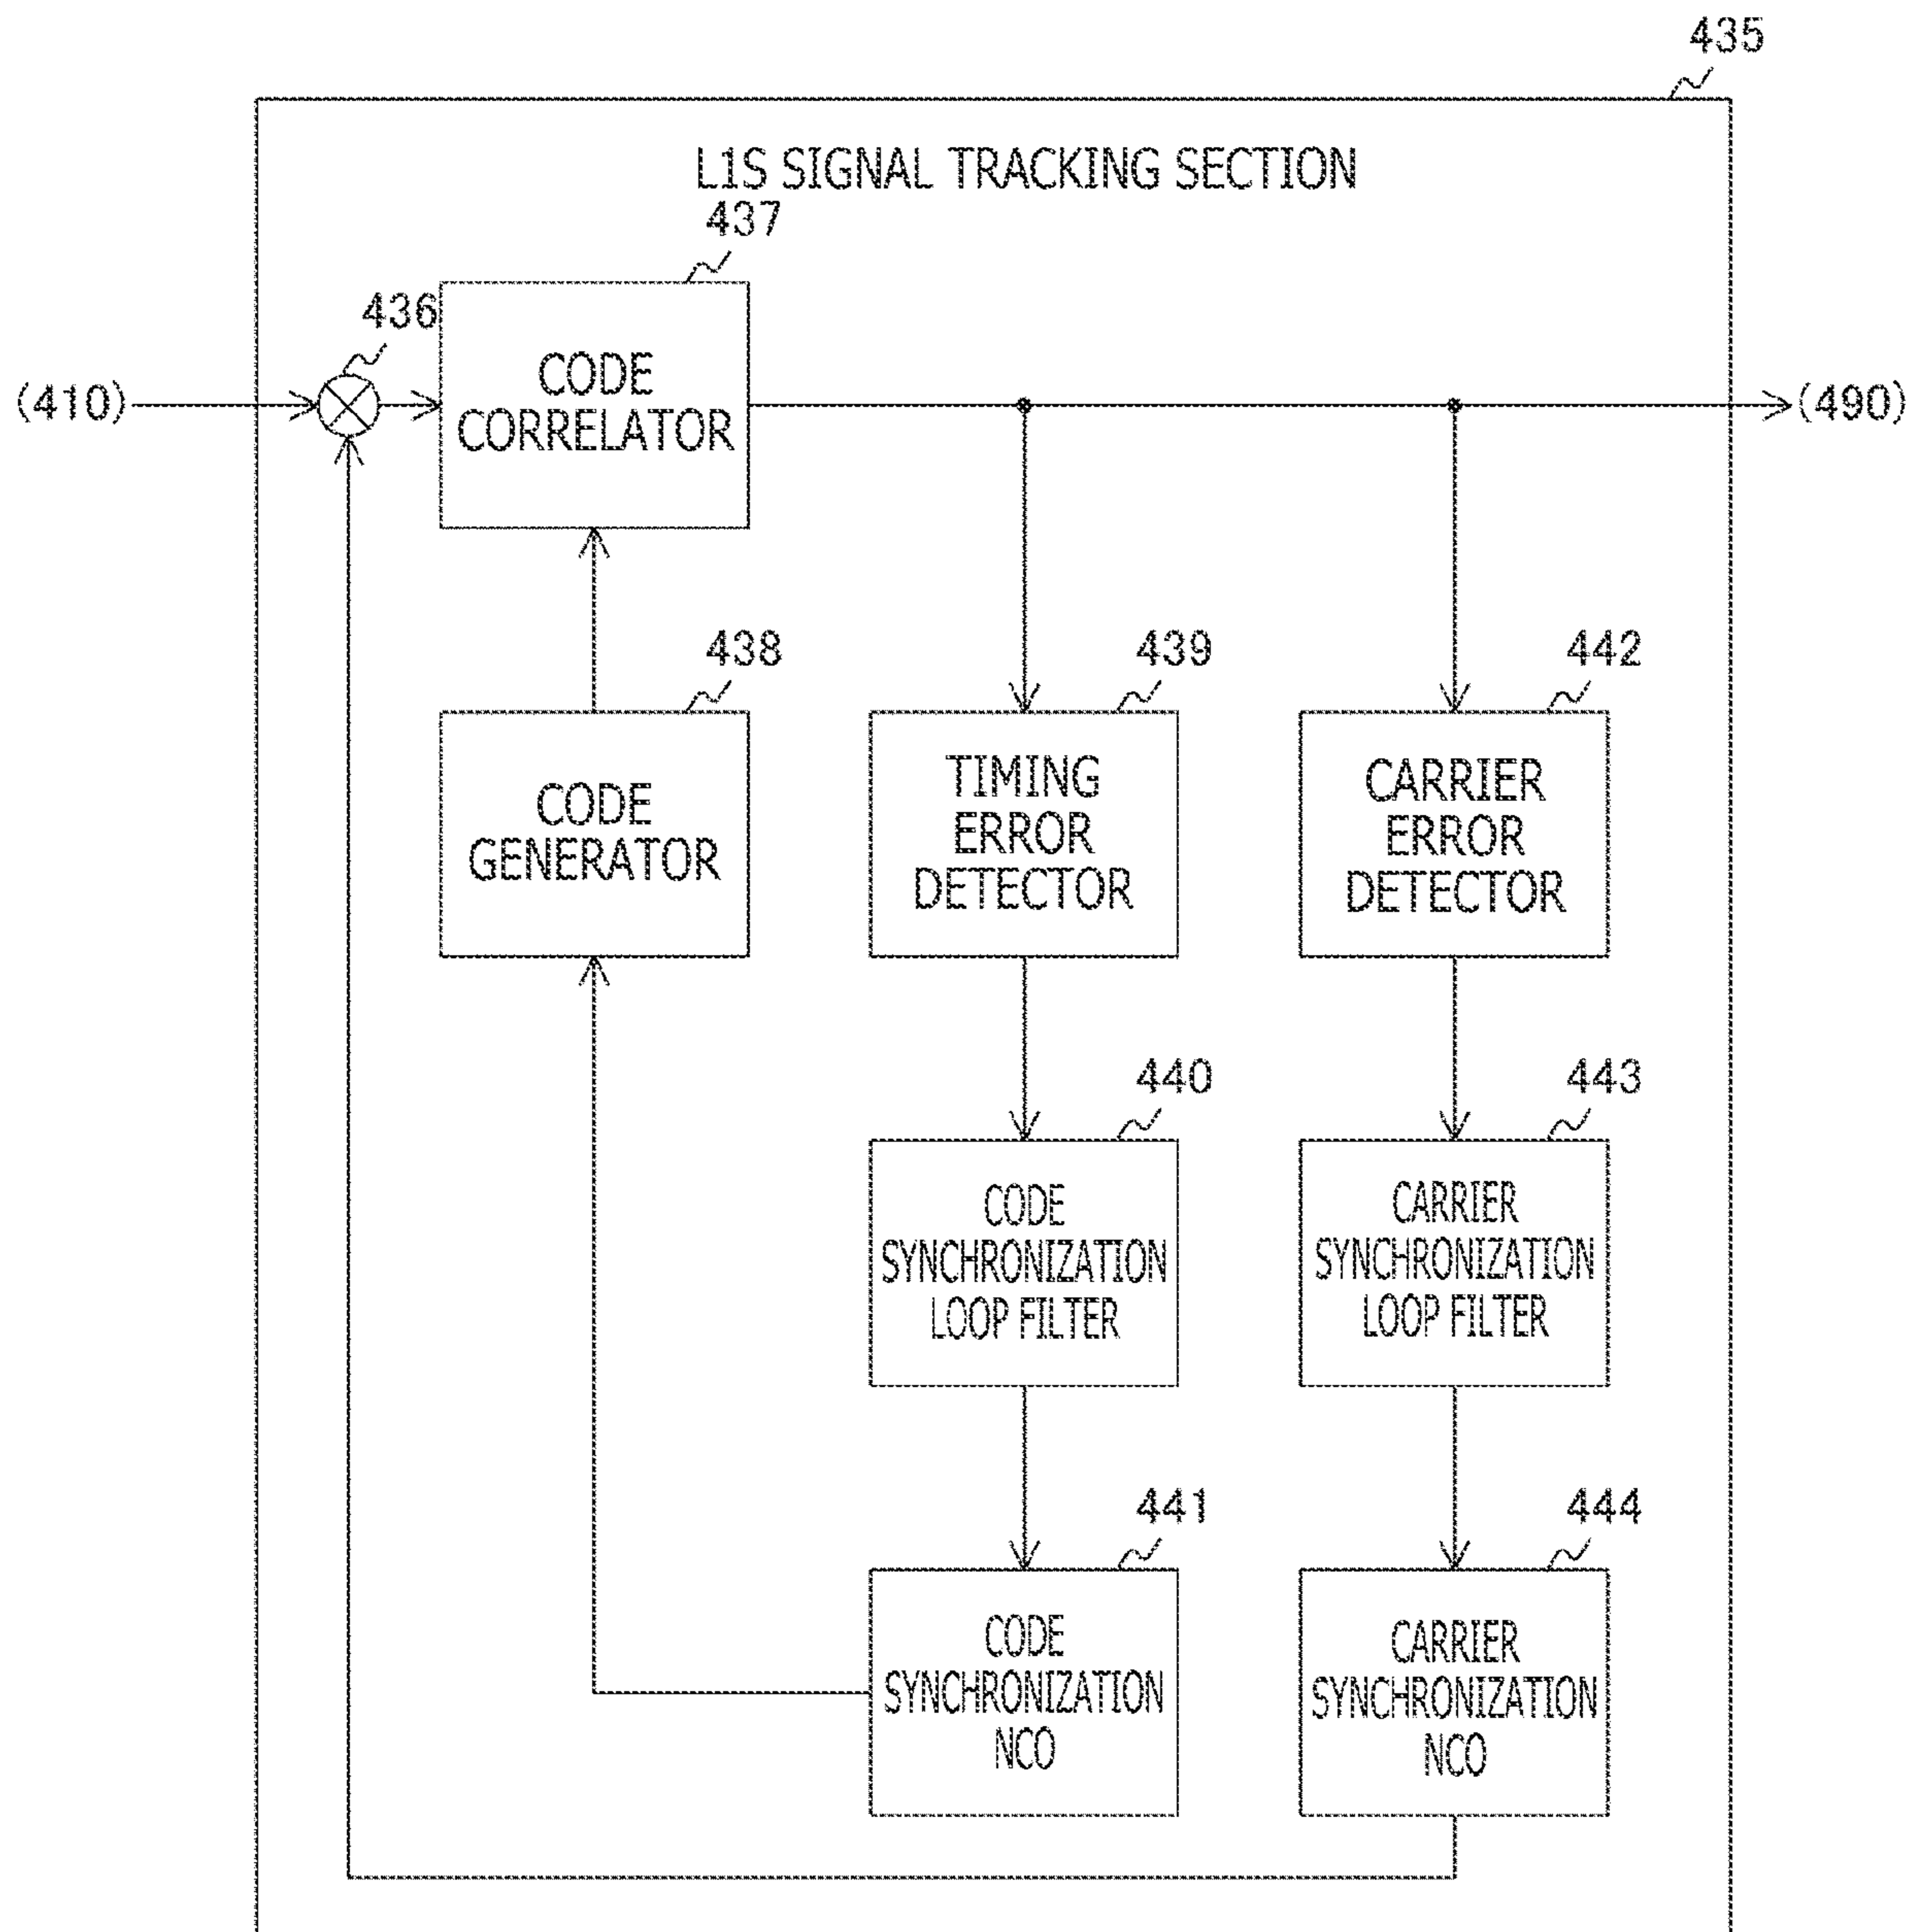 435
L1S SIGNAL TRACKING SECTION
437
436
(410)
CODE
CORRELATOR
(490)
438
439
442
CODE
GENERATOR
TIMING
ERROR
DETECTOR
CARRIER
ERROR
DETECTOR
440
443
CODE
SYNCHRONIZATION
LOOP FILTER
CARRIER
SYNCHRONIZATION
LOOP FILTER
441
444
CODE
SYNCHRONIZATION
NCO
CARRIER
SYNCHRONIZATION
NCO